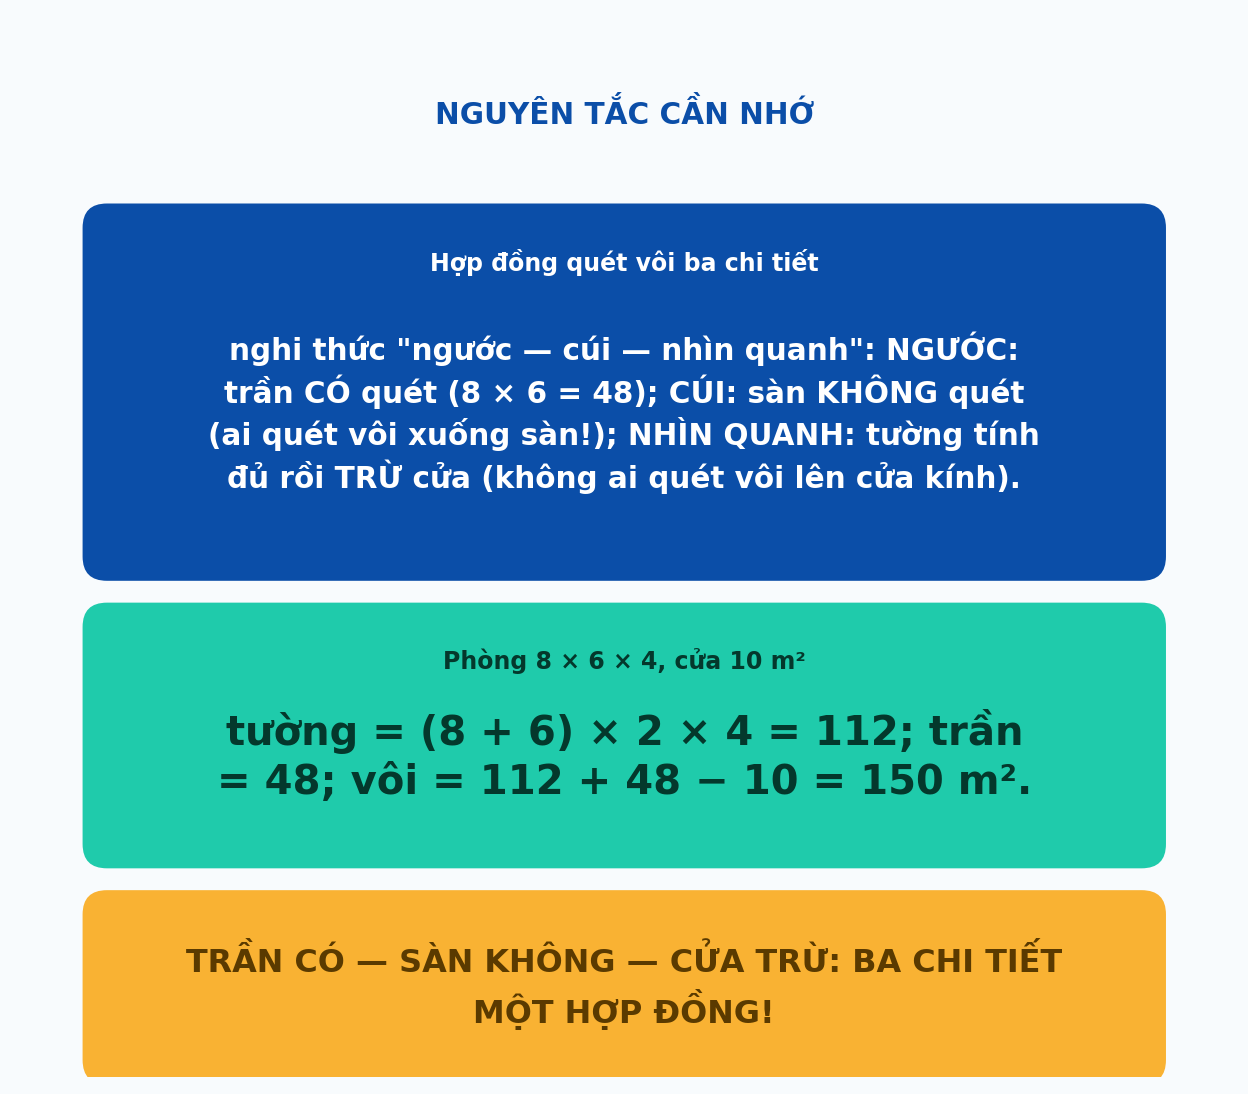 NGUYÊN TẮC CẦN NHỚ
Hợp đồng quét vôi ba chi tiết
nghi thức "ngước — cúi — nhìn quanh": NGƯỚC:
trần CÓ quét (8 × 6 = 48); CÚI: sàn KHÔNG quét
(ai quét vôi xuống sàn!); NHÌN QUANH: tường tính
đủ rồi TRỪ cửa (không ai quét vôi lên cửa kính).
Phòng 8 × 6 × 4, cửa 10 m²
tường = (8 + 6) × 2 × 4 = 112; trần
= 48; vôi = 112 + 48 − 10 = 150 m².
TRẦN CÓ — SÀN KHÔNG — CỬA TRỪ: BA CHI TIẾT
MỘT HỢP ĐỒNG!